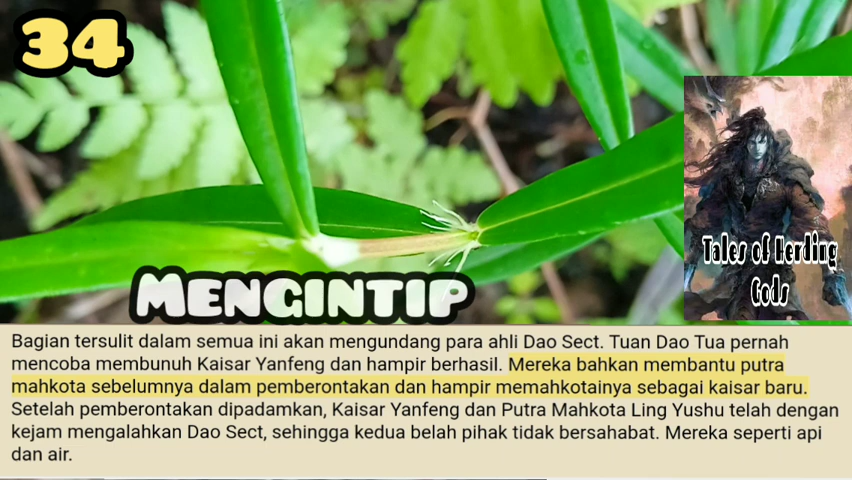 34
Tales of Herding
Gods
MENGINTIP
Bagian tersulit dalam semua ini akan mengundang para ahli Dao Sect. Tuan Dao Tua pernah
mencoba membunuh Kaisar Yanfeng dan hampir berhasil. Mereka bahkan membantu putra
mahkota sebelumnya dalam pemberontakan dan hampir memahkotainya sebagai kaisar baru.
Setelah pemberontakan dipadamkan, Kaisar Yanfeng dan Putra Mahkota Ling Yushu telah dengan
kejam mengalahkan Dao Sect, sehingga kedua belah pihak tidak bersahabat. Mereka seperti api
dan air.